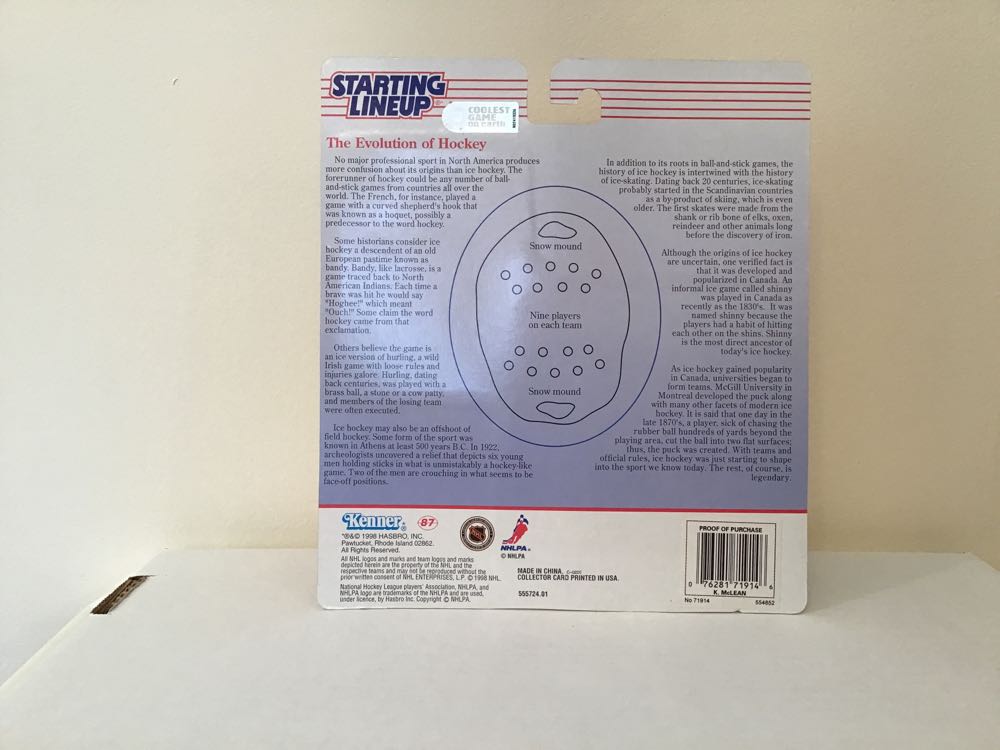 STARTING
LINEUP
COOLEST
GAME
on earth
The Evolution of Hockey
No major professional sport in North America produces
more confusion about its origins than ice hockey. The
forerunner of hockey could be any number of ball-
and-stick games from countries all over the
world. The French, for instance, played a
game with a curved shepherd's hook that
was known as a hoquet, possibly a
predecessor to the word hockey.
Some historians consider ice
hockey a descendent of an old
European pastime known as
bandy. Bandy, like lacrosse, is a
game traced back to North
American Indians. Each time a
brave was hit he would say
"Hoghee!" which meant
"Ouch!" Some claim the word
hockey came from that
exclamation.
Others believe the game is
an ice version of hurling, a wild
Irish game with loose rules and
injuries galore. Hurling, dating
back centuries, was played with a
brass ball, a stone or a cow patty,
and members of the losing team
were often executed.
Ice hockey may also be an offshoot of
field hockey. Some form of the sport was
known in Athens at least 500 years B.C. In 1922,
archeologists uncovered a relief that depicts six young
men holding sticks in what is unmistakably a hockey-like
game. Two of the men are crouching in what seems to be
face-off positions.
Snow mound
Nine players
on each team
Snow mound
In addition to its roots in ball-and-stick games, the
history of ice hockey is intertwined with the history
of ice-skating. Dating back 20 centuries, ice-skating
probably started in the Scandinavian countries
as a by-product of skiing, which is even
older. The first skates were made from the
shank or rib bone of elks, oxen,
reindeer and other animals long
before the discovery of iron.
Although the origins of ice hockey
are uncertain, one verified fact is
that it was developed and
popularized in Canada. An
informal ice game called shinny
was played in Canada as
recently as the 1830's. It was
named shinny because the
players had a habit of hitting
each other on the shins. Shinny
is the most direct ancestor of
today's ice hockey.
As ice hockey gained popularity
in Canada, universities began to
form teams. McGill University in
Montreal developed the puck along
with many other facets of modern ice
hockey. It is said that one day in the
late 1870's, a player, sick of chasing the
rubber ball hundreds of yards beyond the
playing area, cut the ball into two flat surfaces;
thus, the puck was created. With teams and
official rules, ice hockey was just starting to shape
into the sport we know today. The rest, of course, is
legendary.
Kenner® 87
®&© 1998 HASBRO, INC.
Pawtucket, Rhode Island 02862.
All Rights Reserved.
All NHL logos and marks and team logos and marks
depicted herein are the property of the NHL and the
respective teams and may not be reproduced without the
prior written consent of NHL ENTERPRISES, L.P. © 1998 NHL.
National Hockey League players' Association, NHLPA, and
NHLPA logo are trademarks of the NHLPA and are used,
under licence, by Hasbro Inc. Copyright © NHLPA.
NHL
NHLPA®
© NHLPA
MADE IN CHINA.
COLLECTOR CARD PRINTED IN USA.
555724.01
PROOF OF PURCHASE
0 76281 71914 6
K. McLEAN
No 71914
554852